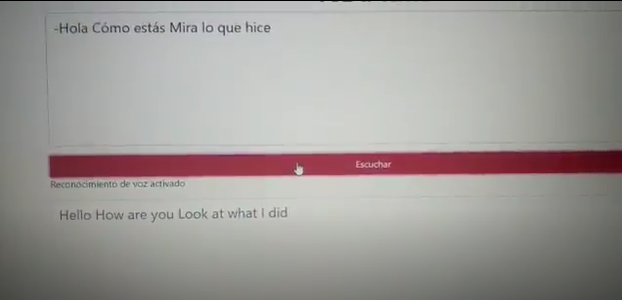 -Hola Cómo estás Mira lo que hice
Escuchar
Reconocimiento de voz activado
Hello How are you Look at what I did